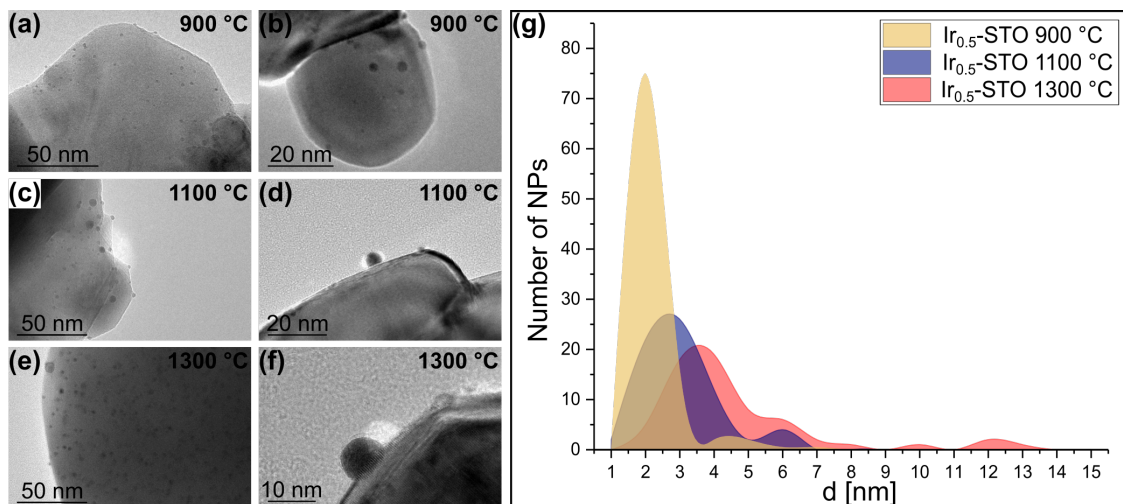 (a)
900 °C
50 nm
(b)
900 °C
20 nm
(c)
1100 °C
50 nm
(d)
1100 °C
20 nm
(e)
1300 °C
50 nm
(f)
1300 °C
10 nm
(g)
Ir0.5-STO 900 °C
Ir0.5-STO 1100 °C
Ir0.5-STO 1300 °C
Number of NPs
80
70
60
50
40
30
20
10
0
1 2 3 4 5 6 7 8 9 10 11 12 13 14 15
d [nm]